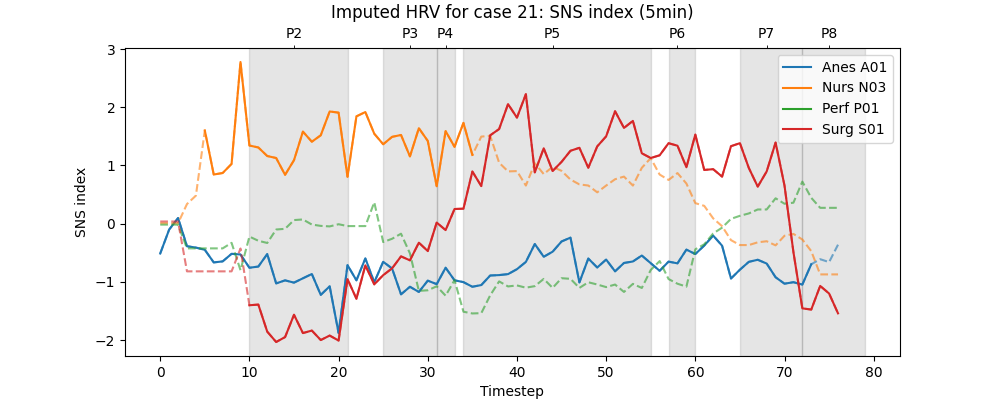 Imputed HRV for case 21: SNS index (5min)
P2 P3 P4 P5 P6 P7 P8
Anes A01
Nurs N03
Perf P01
Surg S01
3
2
1
0
−1
−2
SNS index
0 10 20 30 40 50 60 70 80
Timestep